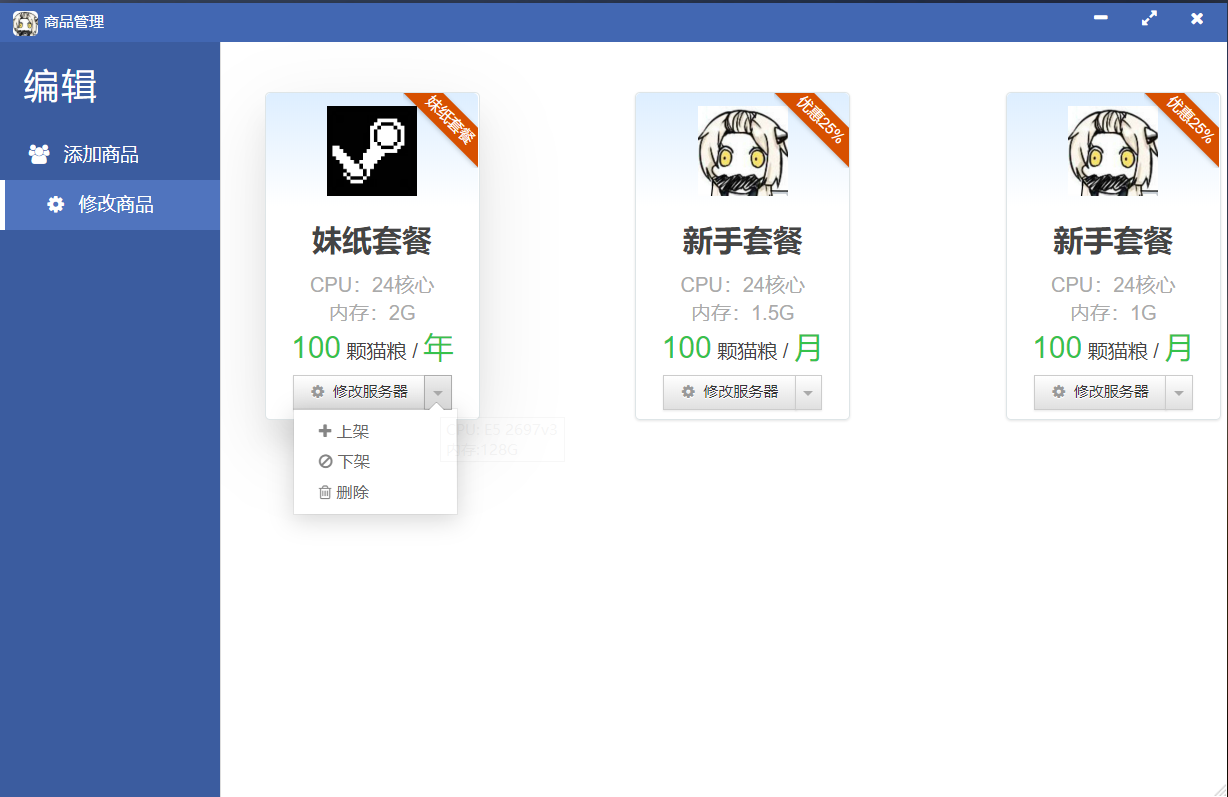 商品管理
编辑
添加商品
修改商品
妹纸套餐
妹纸套餐
CPU：24核心
内存：2G
100 颗猫粮 / 年
修改服务器
上架
下架
删除
CPU: E5 2697v3
内存:128G
优惠25%
新手套餐
CPU：24核心
内存：1.5G
100 颗猫粮 / 月
修改服务器
优惠25%
新手套餐
CPU：24核心
内存：1G
100 颗猫粮 / 月
修改服务器